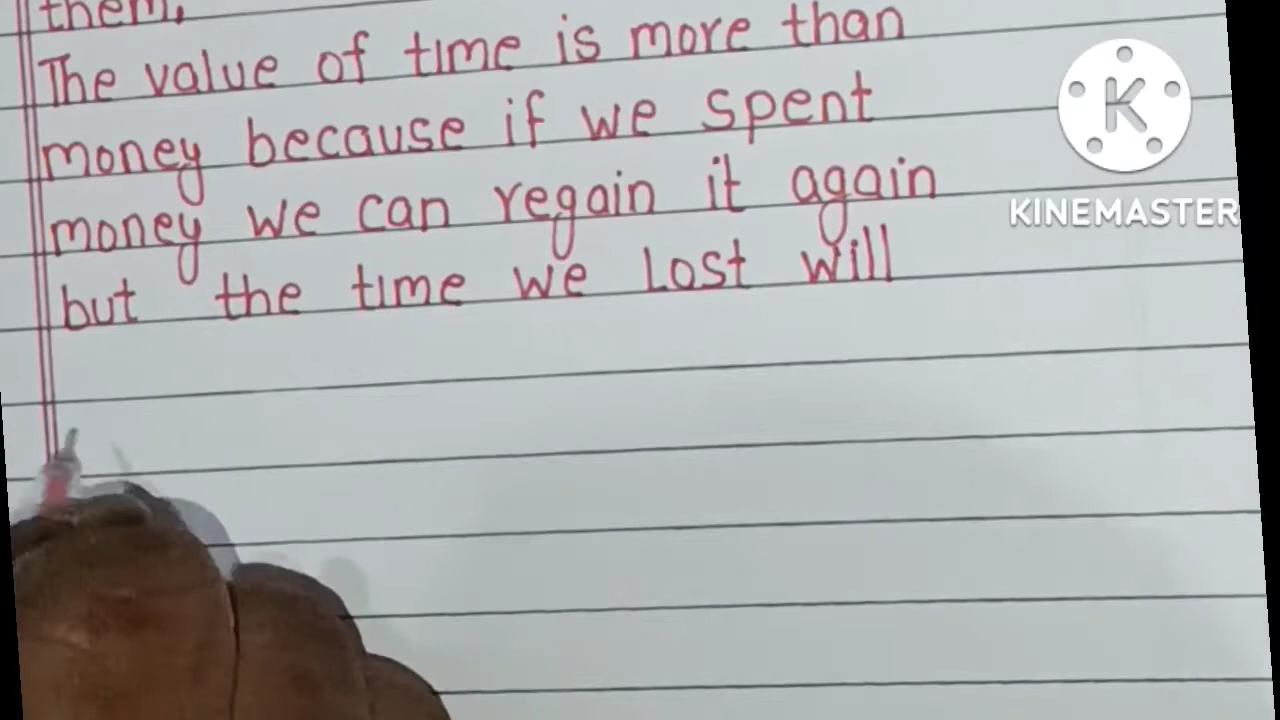 them.
The value of time is more than
money because if we spent
money we can regain it again
but the time we Lost will
K
KINEMASTER